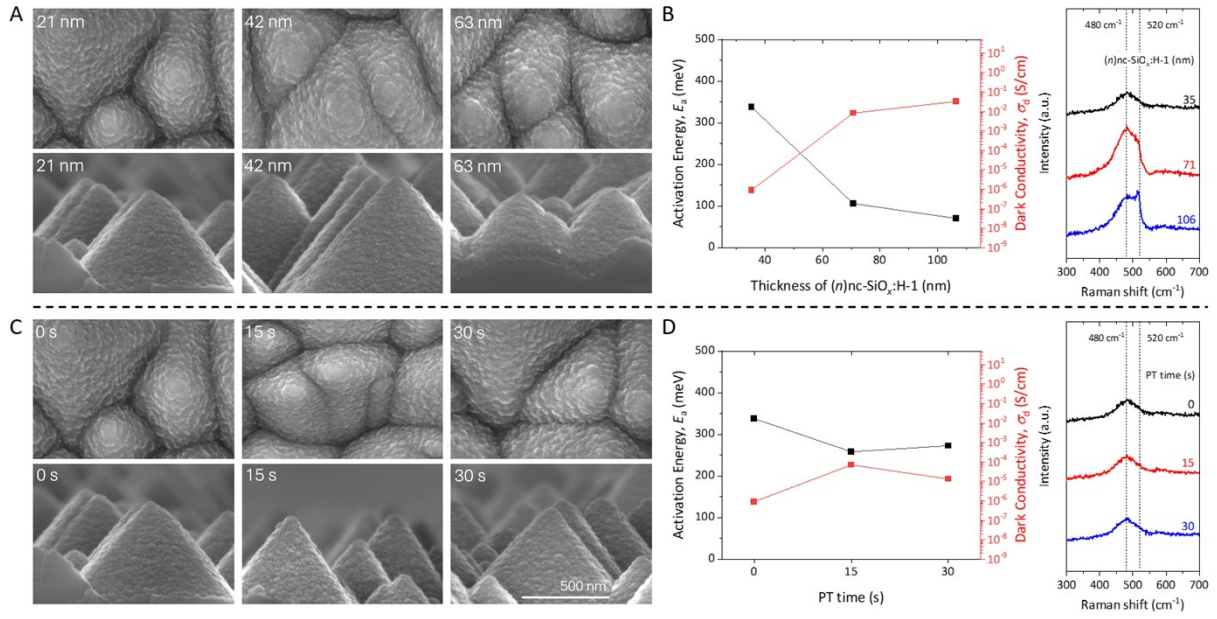 A
21 nm
42 nm
63 nm
21 nm
42 nm
63 nm
B
500
400
300
200
100
0
Activation Energy, Eₐ (meV)
10¹
10⁰
10⁻¹
10⁻²
10⁻³
10⁻⁴
10⁻⁵
10⁻⁶
10⁻⁷
10⁻⁸
10⁻⁹
Dark Conductivity, σd (S/cm)
40 60 80 100
Thickness of (n)nc-SiOₓ:H-1 (nm)
480 cm⁻¹ 520 cm⁻¹
(n)nc-SiOₓ:H-1 (nm)
35
71
106
Intensity (a.u.)
300 400 500 600 700
Raman shift (cm⁻¹)
C
0 s
15 s
30 s
0 s
15 s
30 s
500 nm
D
500
400
300
200
100
0
Activation Energy, Eₐ (meV)
10¹
10⁰
10⁻¹
10⁻²
10⁻³
10⁻⁴
10⁻⁵
10⁻⁶
10⁻⁷
10⁻⁸
10⁻⁹
Dark Conductivity, σd (S/cm)
0 15 30
PT time (s)
480 cm⁻¹ 520 cm⁻¹
PT time (s)
0
15
30
Intensity (a.u.)
300 400 500 600 700
Raman shift (cm⁻¹)